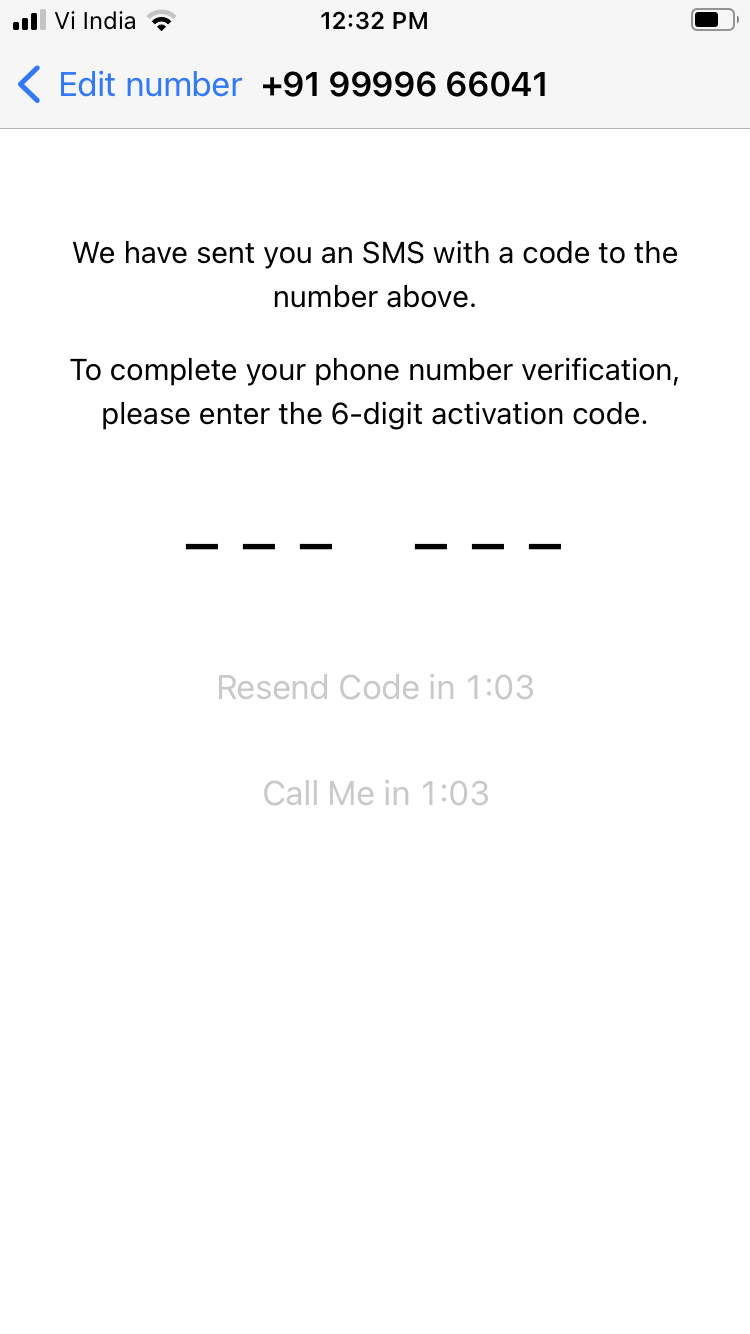 Vi India 12:32 PM
Edit number +91 99996 66041
We have sent you an SMS with a code to the
number above.
To complete your phone number verification,
please enter the 6-digit activation code.
Resend Code in 1:03
Call Me in 1:03